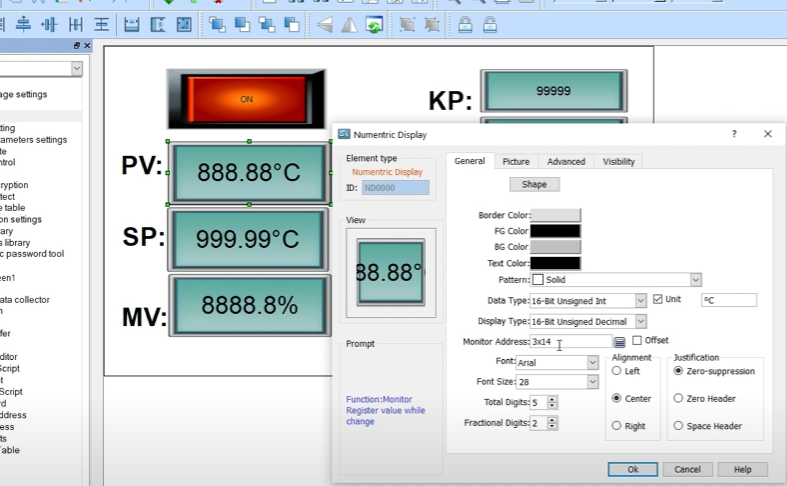 age settings
ting
arameters settings
te
ntrol
ryption
tect
e table
on settings
rary
s library
c password tool
een1
ata collector
n
fer
ditor
Script
t
Script
rd
ddress
ess
ts
Table
ON
KP:
99999
PV:
888.88°C
SP:
999.99°C
MV:
8888.8%
Numentric Display
?
Element type
Numentric Display
ID: ND0000
View
88.88°
Prompt
Function:Monitor
Register value while
change
General
Picture
Advanced
Visibility
Shape
Border Color:
FG Color
BG Color
Text Color:
Pattern: Solid
Data Type: 16-Bit Unsigned Int
Unit
°C
Display Type: 16-Bit Unsigned Decimal
Monitor Address: 3x14
Offset
Font: Arial
Font Size: 28
Total Digits: 5
Fractional Digits: 2
Alignment
Left
Center
Right
Justification
Zero-suppression
Zero Header
Space Header
Ok
Cancel
Help